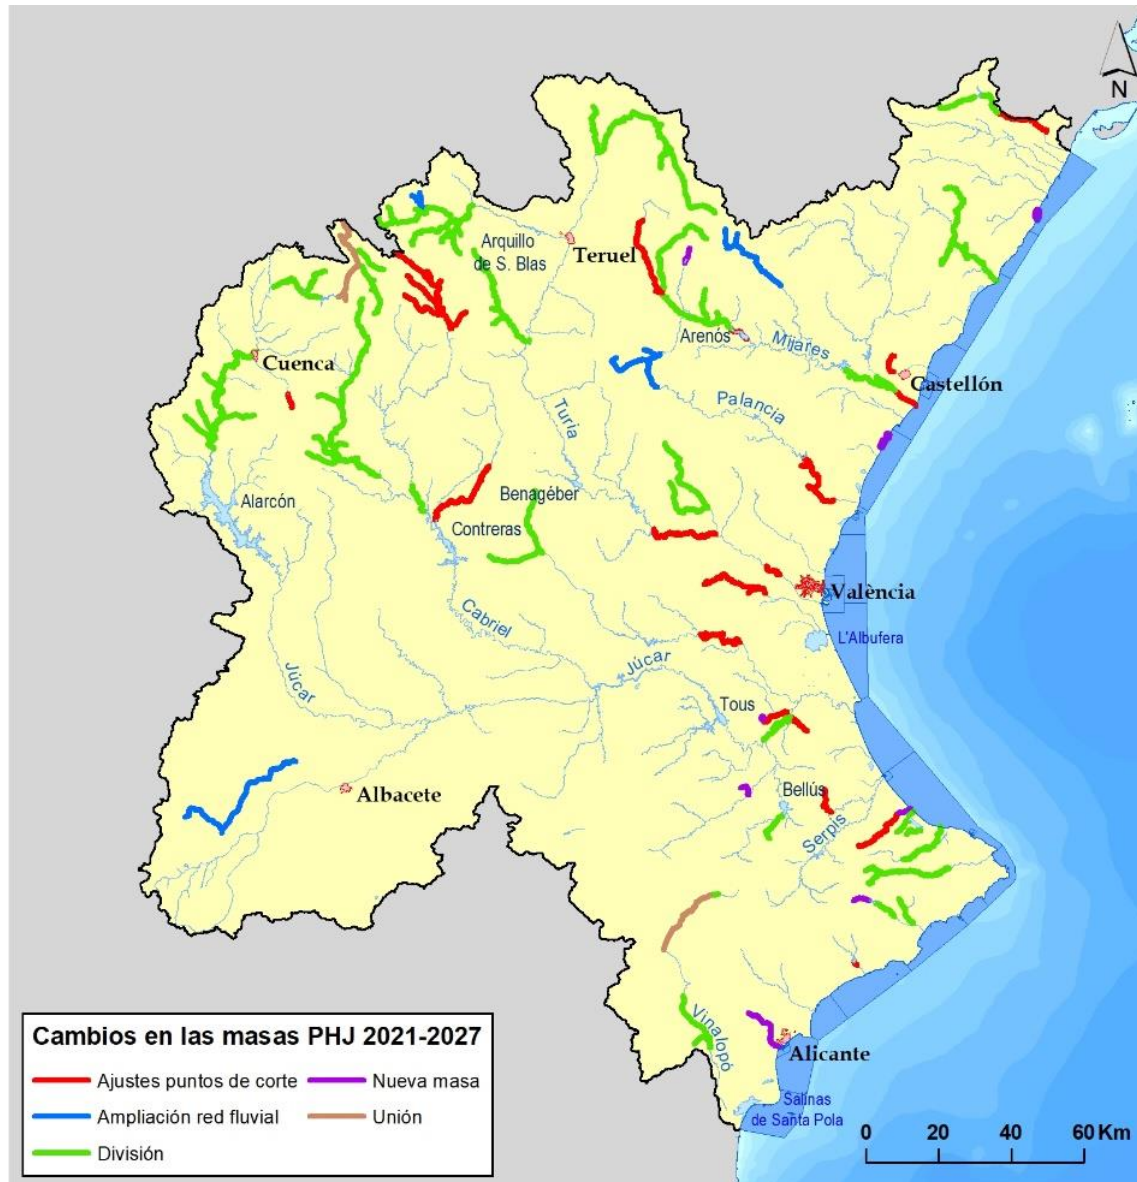 N
Arquillo
de S. Blas
Teruel
Arenós
Mijares
Cuenca
Castellón
Palancia
Turia
Alarcón
Benagéber
Contreras
València
Cabriel
L'Albufera
Júcar
Júcar
Tous
Albacete
Bellús
Serpis
Vinalopó
Alicante
Salinas
de Santa Pola
Cambios en las masas PHJ 2021-2027
Ajustes puntos de corte
Nueva masa
Ampliación red fluvial
Unión
División
0 20 40 60 Km